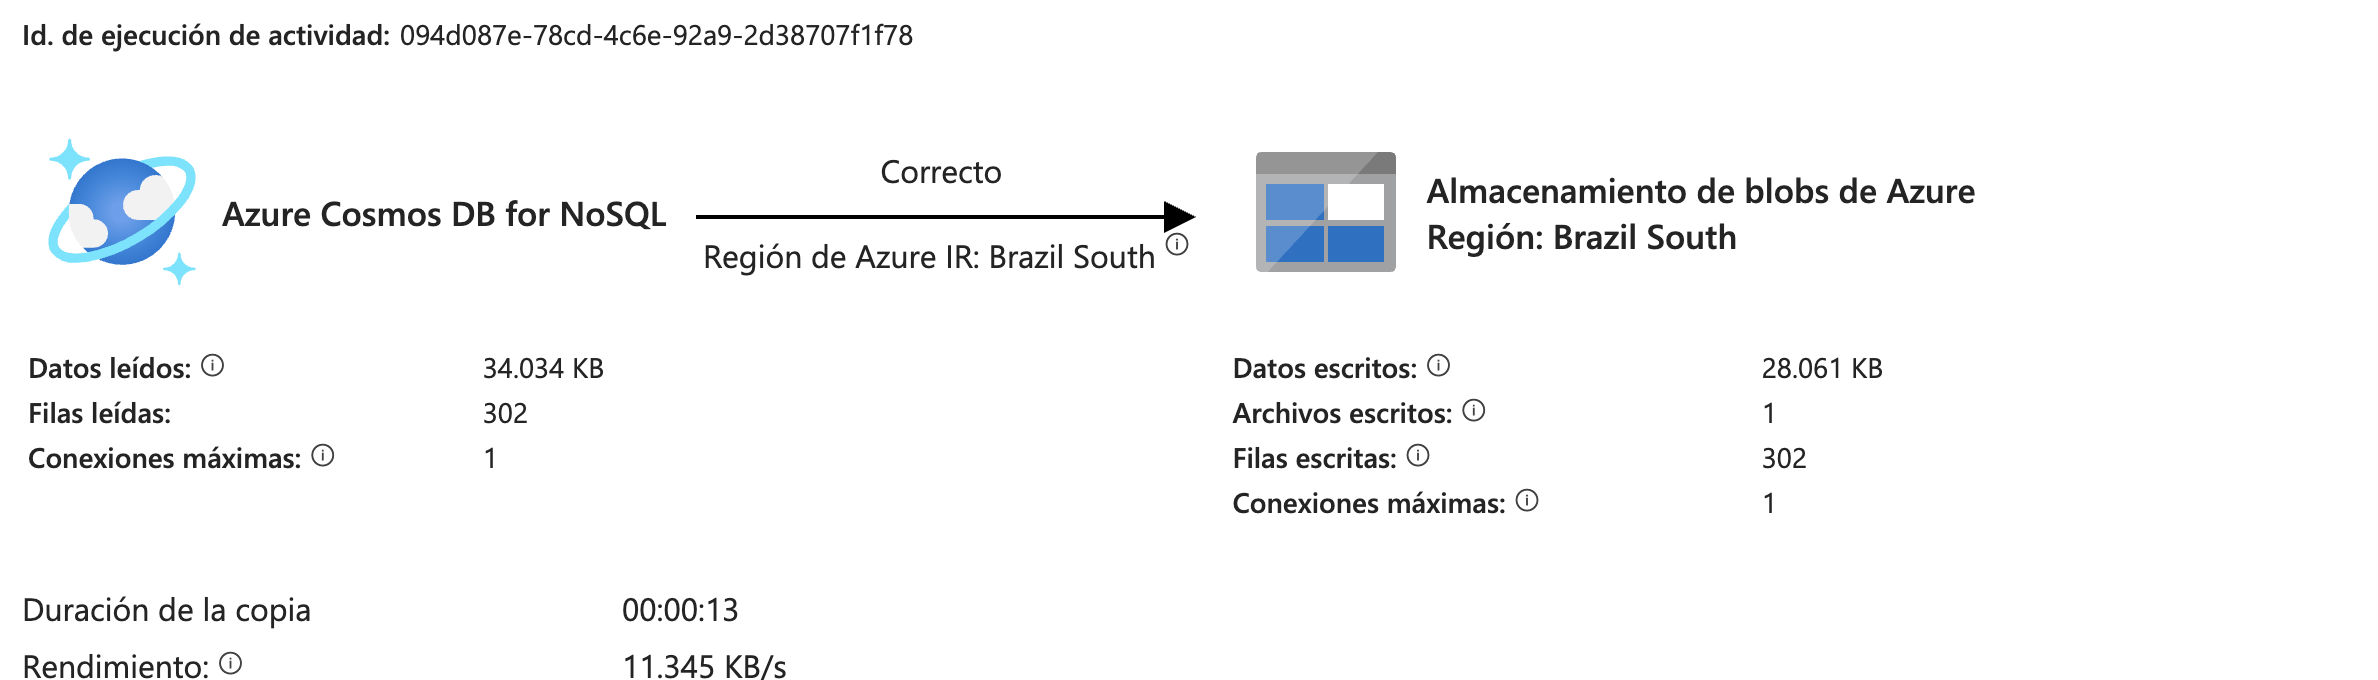 Id. de ejecución de actividad: 094d087e-78cd-4c6e-92a9-2d38707f1f78
Azure Cosmos DB for NoSQL
Correcto
Región de Azure IR: Brazil South
Almacenamiento de blobs de Azure
Región: Brazil South
Datos leídos: 34.034 KB
Filas leídas: 302
Conexiones máximas: 1
Datos escritos: 28.061 KB
Archivos escritos: 1
Filas escritas: 302
Conexiones máximas: 1
Duración de la copia 00:00:13
Rendimiento: 11.345 KB/s